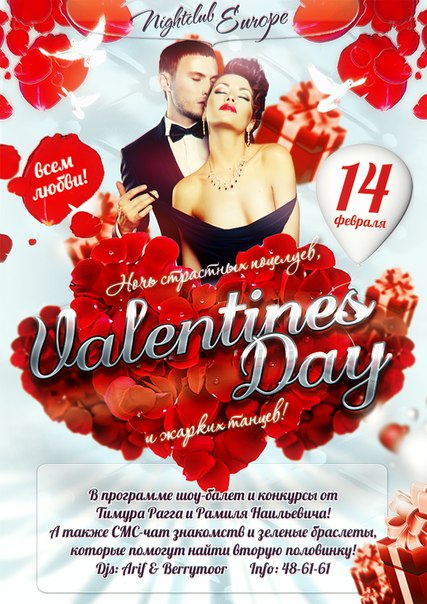 Nightclub Europe
всем
любви!
14
февраля
Ночь страстных поцелуев,
Valentines
Day
и жарких танцев!
В программе шоу-балет и конкурсы от
Тимура Рагга и Рамиля Наильевича!
А также СМС-чат знакомств и зеленые браслеты,
которые помогут найти вторую половинку!
Djs: Arif & Berrytoor Info: 48-61-61